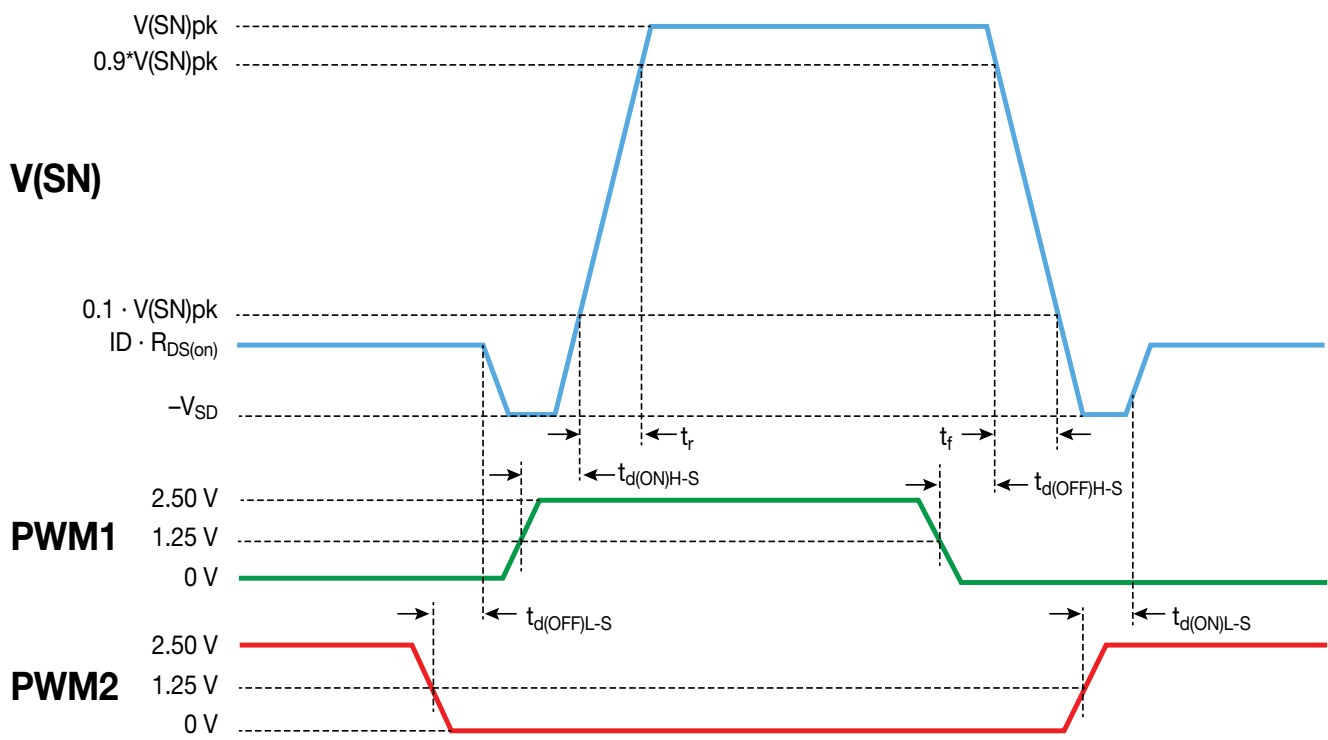 V(SN)pk
0.9*V(SN)pk
V(SN)
0.1 · V(SN)pk
ID · RDS(on)
–VSD
tr
tf
td(ON)H-S
td(OFF)H-S
2.50 V
PWM1
1.25 V
0 V
td(OFF)L-S
td(ON)L-S
2.50 V
PWM2
1.25 V
0 V